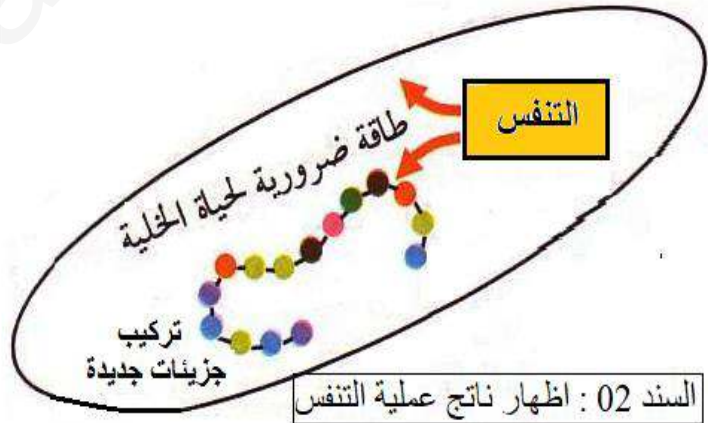 التنفس
طاقة ضرورية لحياة الخلية
تركيب
جزيئات جديدة
السند 02 : اظهار ناتج عملية التنفس